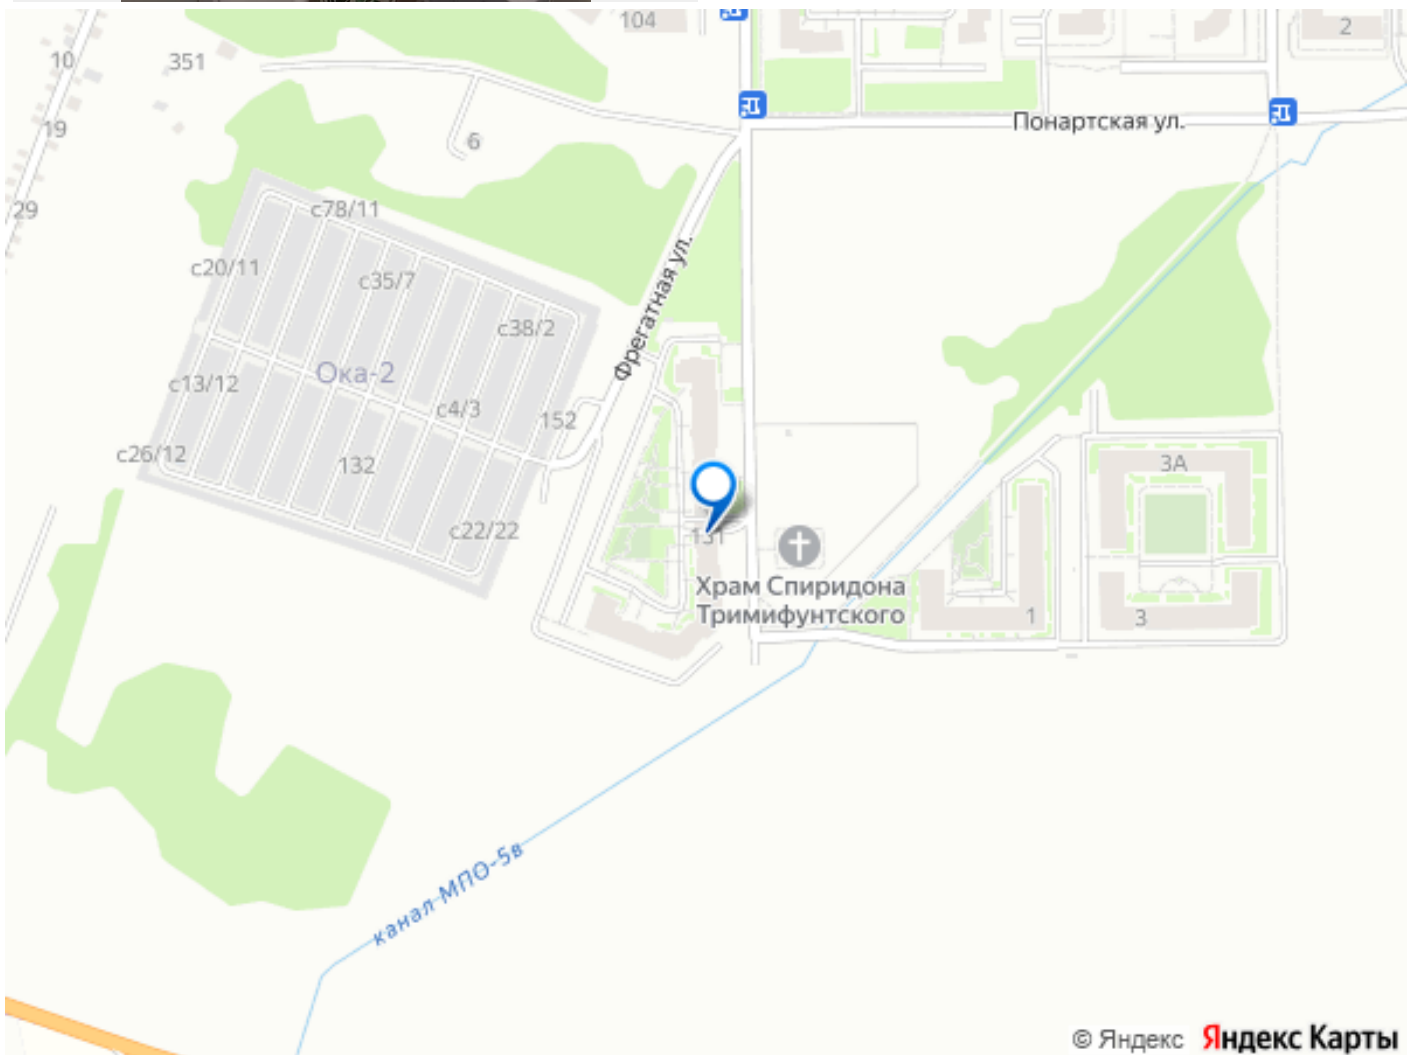 104
2
10
351
19
Понартская ул.
6
29
с78/11
с20/11
с35/7
Фрегатная ул.
с38/2
Ока-2
с13/12
с4/3
152
с26/12
132
3А
с22/22
131
Храм Спиридона
Тримифунтского
1
3
канал МПО-5в
© Яндекс Яндекс Карты